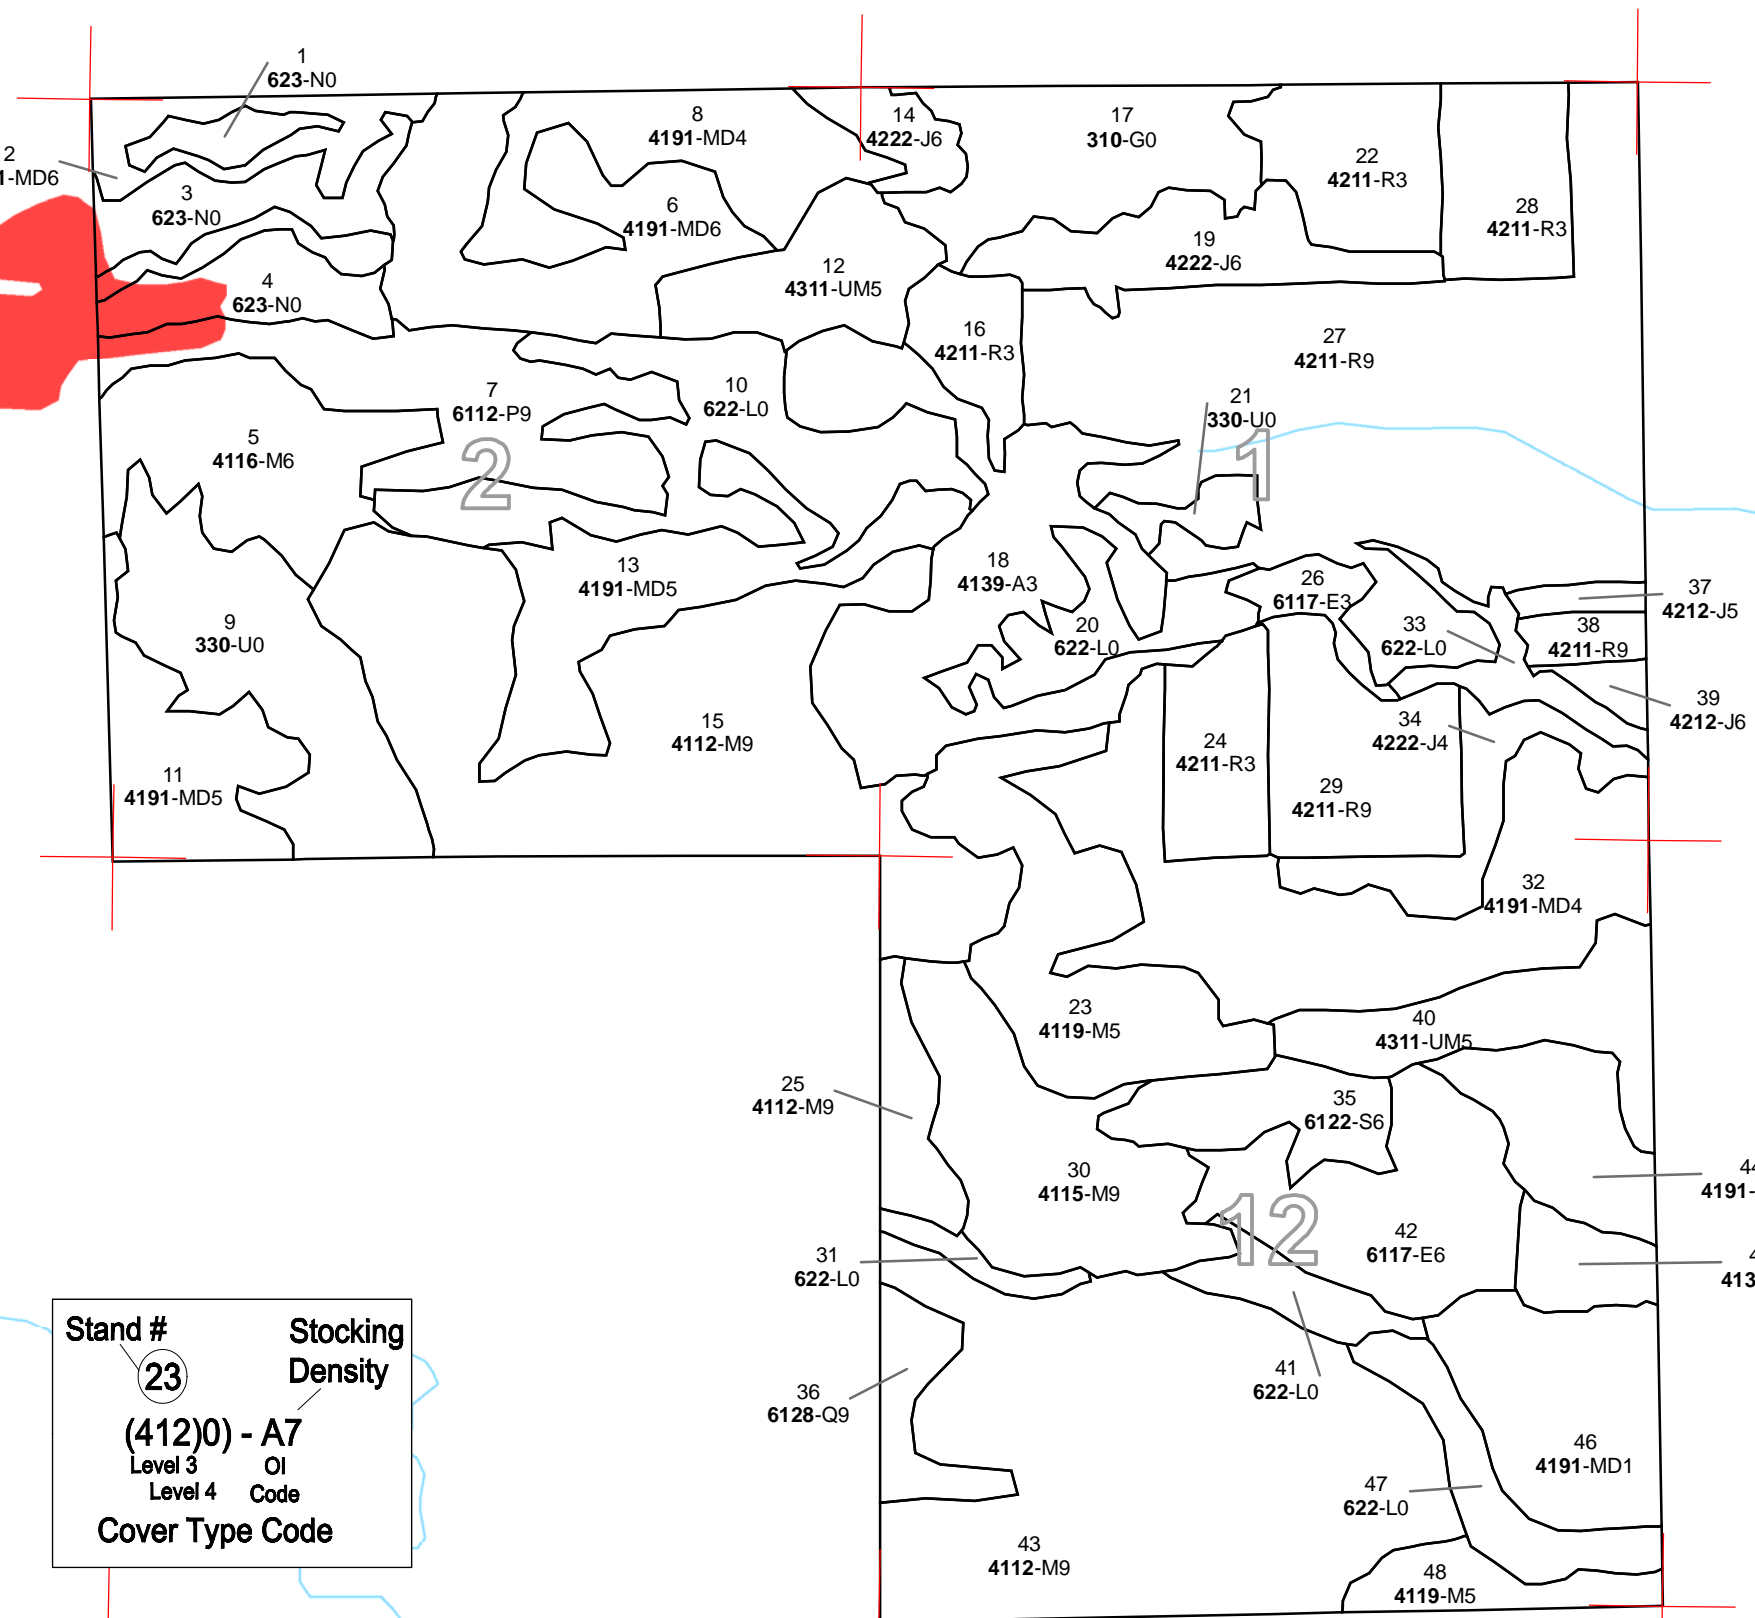 1
623-N0
2
-MD6
3
623-N0
4
623-N0
8
4191-MD4
6
4191-MD6
14
4222-J6
17
310-G0
22
4211-R3
28
4211-R3
19
4222-J6
12
4311-UM5
16
4211-R3
27
4211-R9
7
6112-P9
10
622-L0
21
330-U0
5
4116-M6
2
1
13
4191-MD5
18
4139-A3
26
6117-E3
37
4212-J5
9
330-U0
20
622-L0
33
622-L0
38
4211-R9
39
4212-J6
15
4112-M9
34
4222-J4
24
4211-R3
11
4191-MD5
29
4211-R9
32
4191-MD4
23
4119-M5
40
4311-UM5
25
4112-M9
35
6122-S6
30
4115-M9
44
4191-
12
42
6117-E6
31
622-L0
4
413
41
622-L0
36
6128-Q9
46
4191-MD1
47
622-L0
43
4112-M9
48
4119-M5
Stand #
Stocking
Density
23
(412)0) - A7
Level 3 OI
Level 4 Code
Cover Type Code